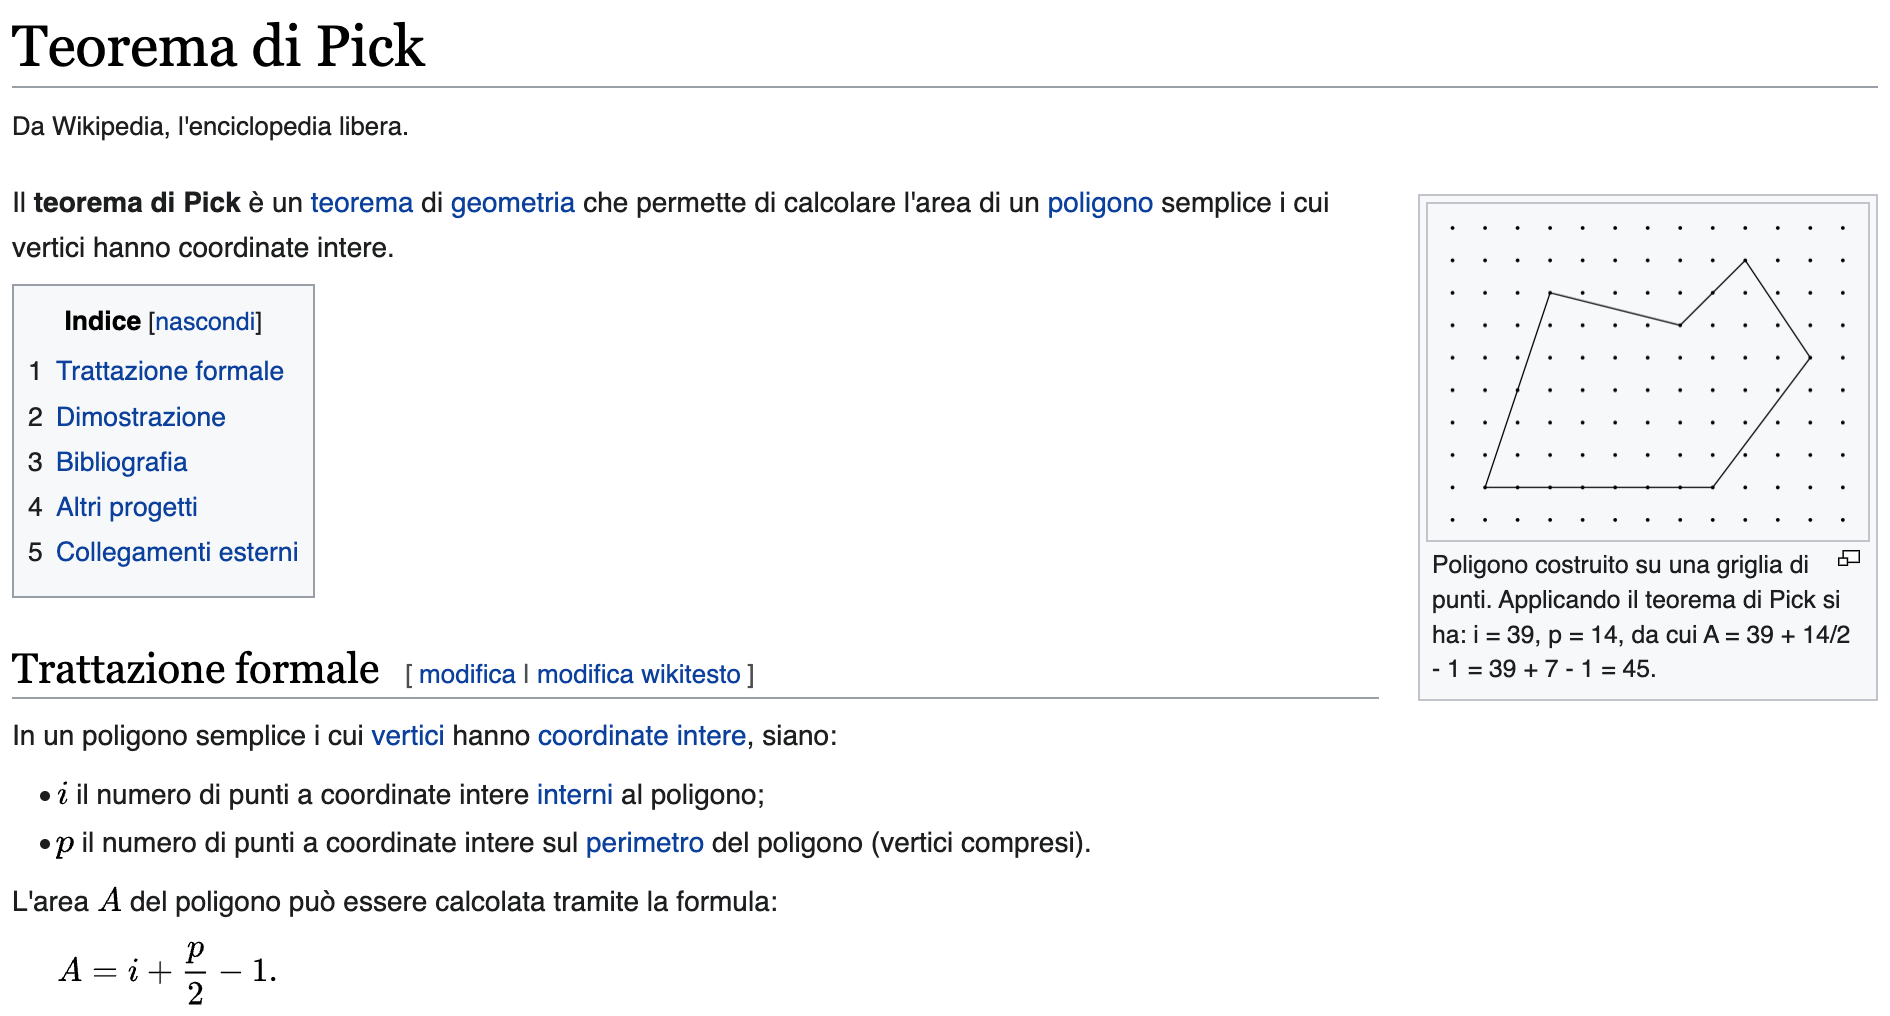 Teorema di Pick
Da Wikipedia, l'enciclopedia libera.
Il teorema di Pick è un teorema di geometria che permette di calcolare l'area di un poligono semplice i cui
vertici hanno coordinate intere.
Indice [nascondi]
1 Trattazione formale
2 Dimostrazione
3 Bibliografia
4 Altri progetti
5 Collegamenti esterni
Poligono costruito su una griglia di
punti. Applicando il teorema di Pick si
ha: i = 39, p = 14, da cui A = 39 + 14/2
- 1 = 39 + 7 - 1 = 45.
Trattazione formale [ modifica | modifica wikitesto ]
In un poligono semplice i cui vertici hanno coordinate intere, siano:
• i il numero di punti a coordinate intere interni al poligono;
• p il numero di punti a coordinate intere sul perimetro del poligono (vertici compresi).
L'area A del poligono può essere calcolata tramite la formula:
A = i + p/2 − 1.